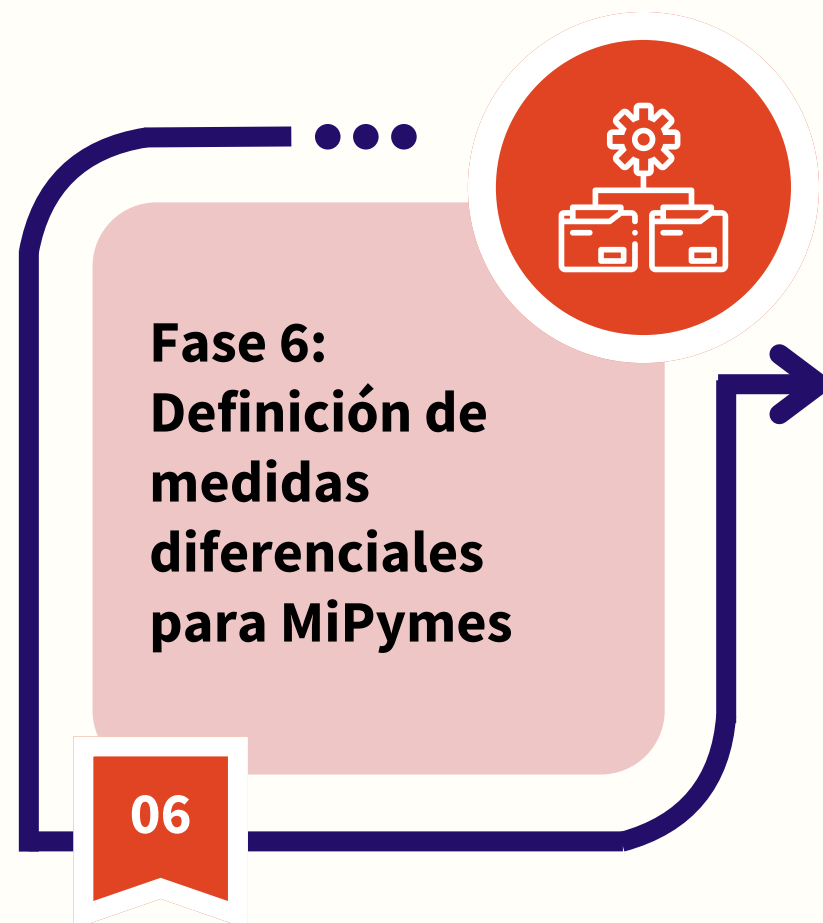 Fase 6:
Definición de
medidas
diferenciales
para MiPymes
06